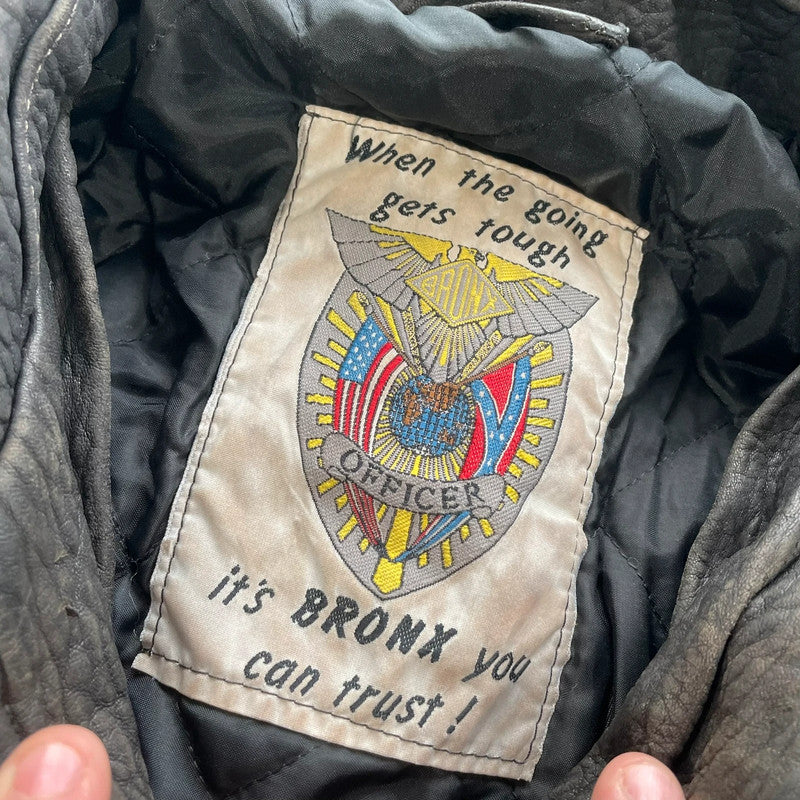 When the going
gets tough
BRONX
OFFICER
it's BRONX you
can trust!